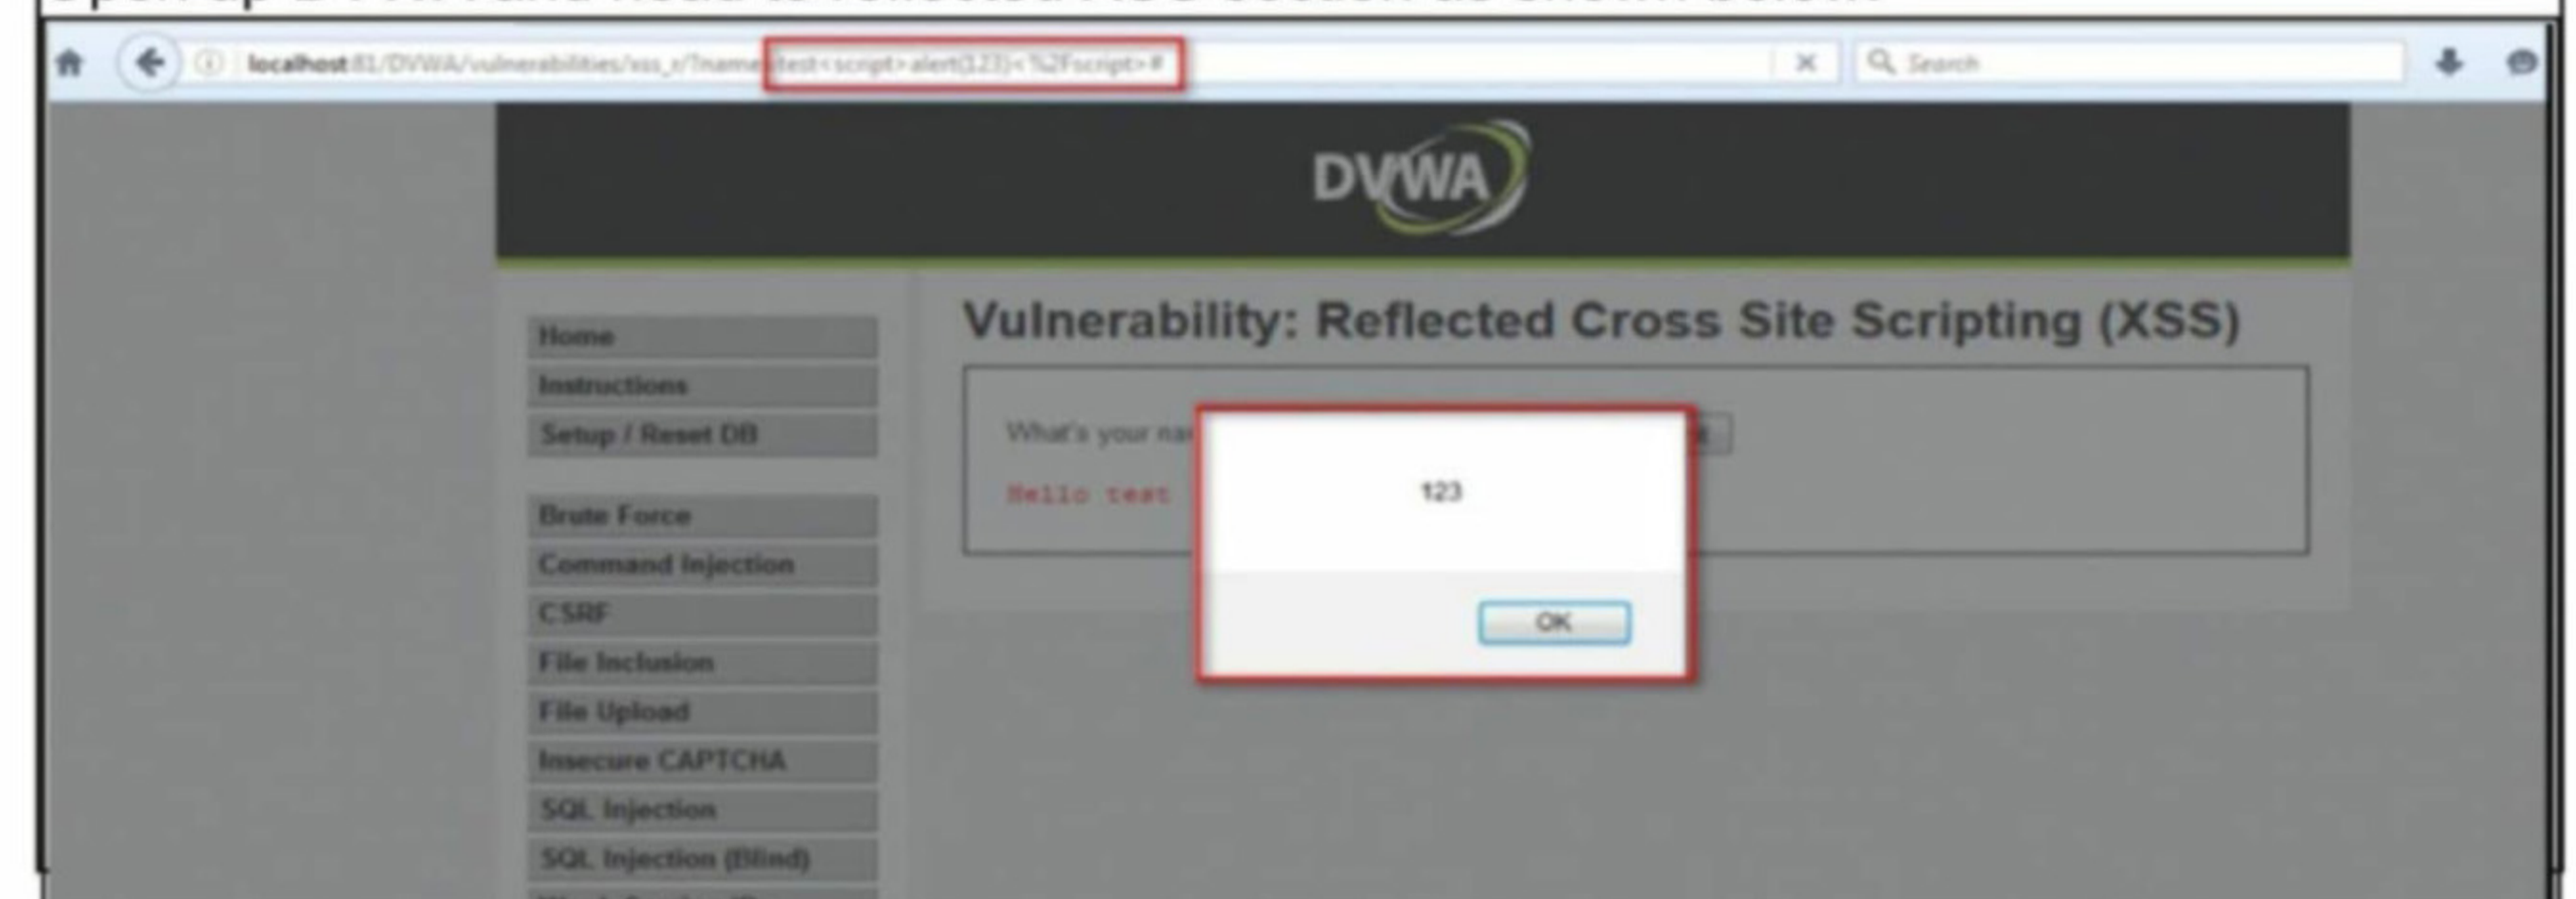 localhost:81/DVWA/vulnerabilities/xss_r/?name=test<script>alert(123)<%2Fscript>#
Search
DVWA
Vulnerability: Reflected Cross Site Scripting (XSS)
Home
Instructions
Setup / Reset DB
Brute Force
Command Injection
CSRF
File Inclusion
File Upload
Insecure CAPTCHA
SQL Injection
SQL Injection (Blind)
What's your
Hello test
123
OK